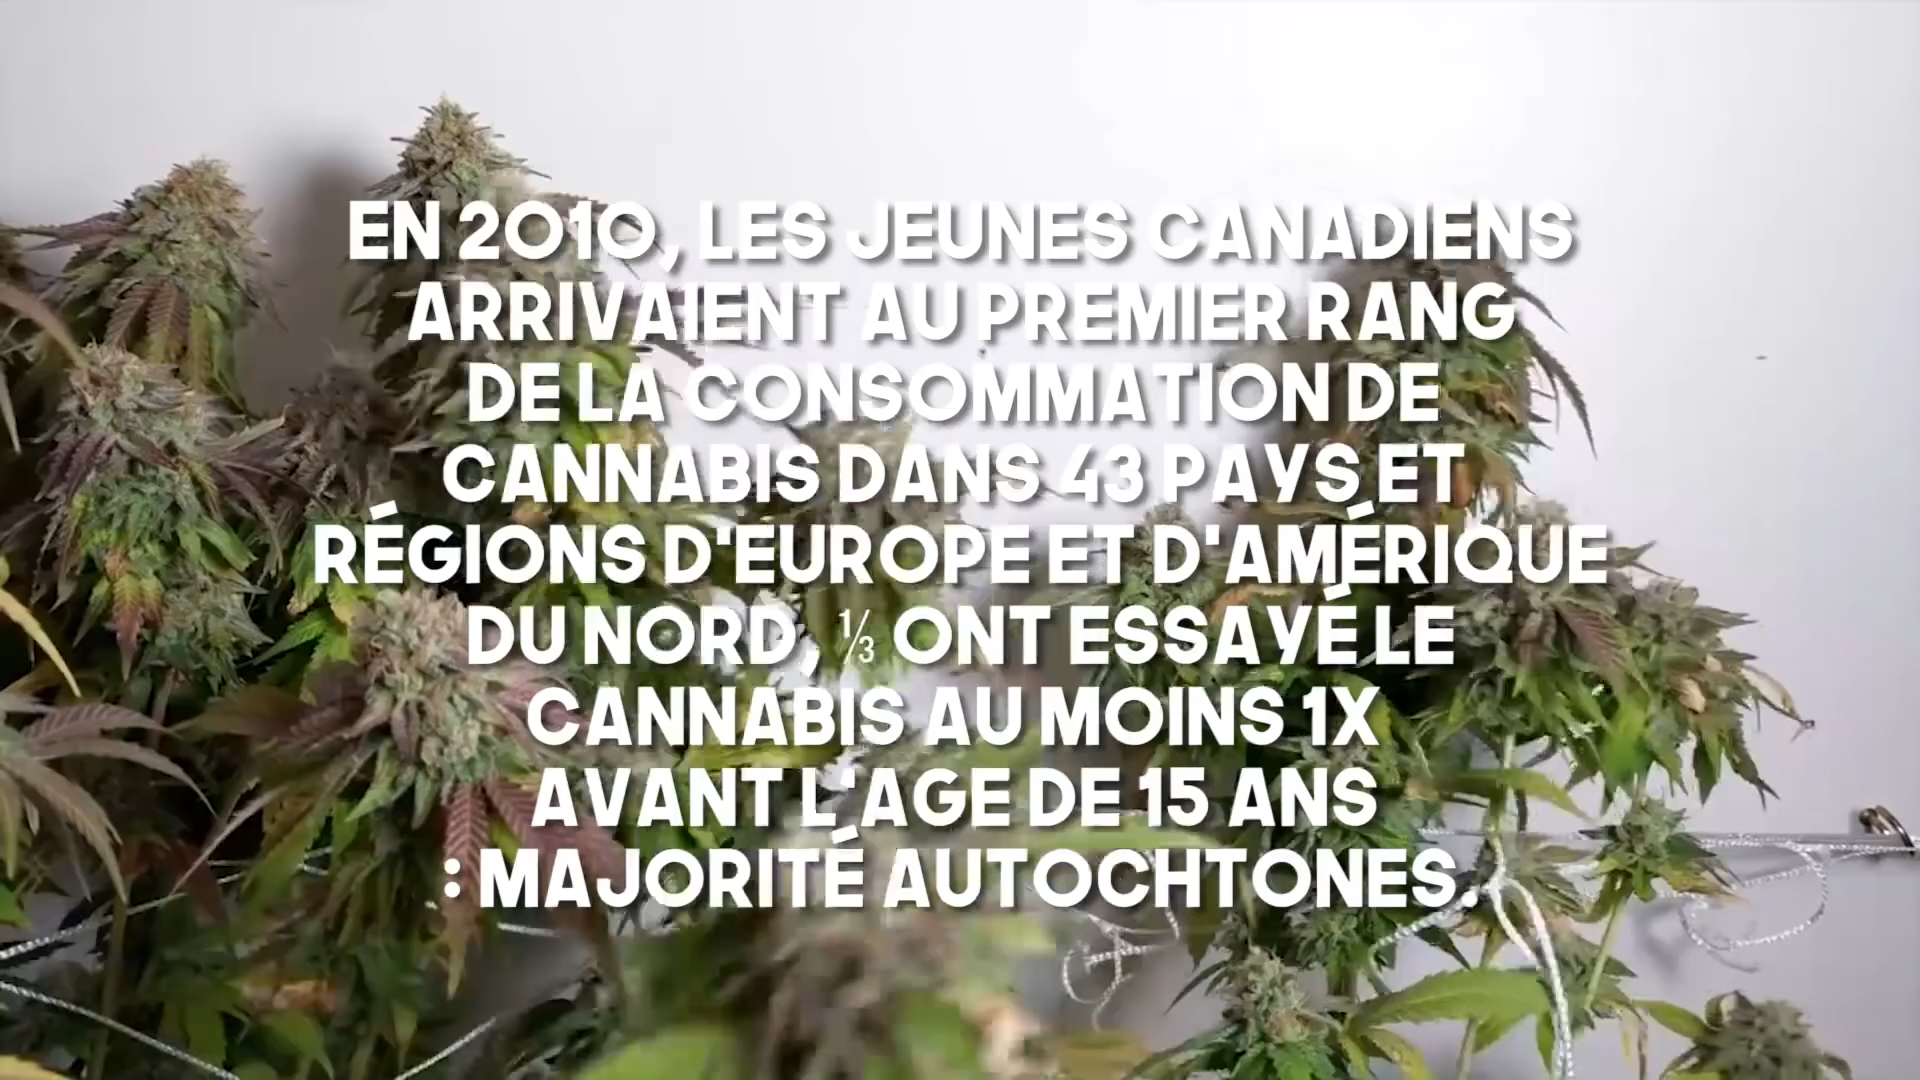 EN 2010, LES JEUNES CANADIENS
ARRIVAIENT AU PREMIER RANG
DE LA CONSOMMATION DE
CANNABIS DANS 43 PAYS ET
RÉGIONS D'EUROPE ET D'AMÉRIQUE
DU NORD, ⅓ ONT ESSAYÉ LE
CANNABIS AU MOINS 1X
AVANT L'AGE DE 15 ANS
: MAJORITÉ AUTOCHTONES.